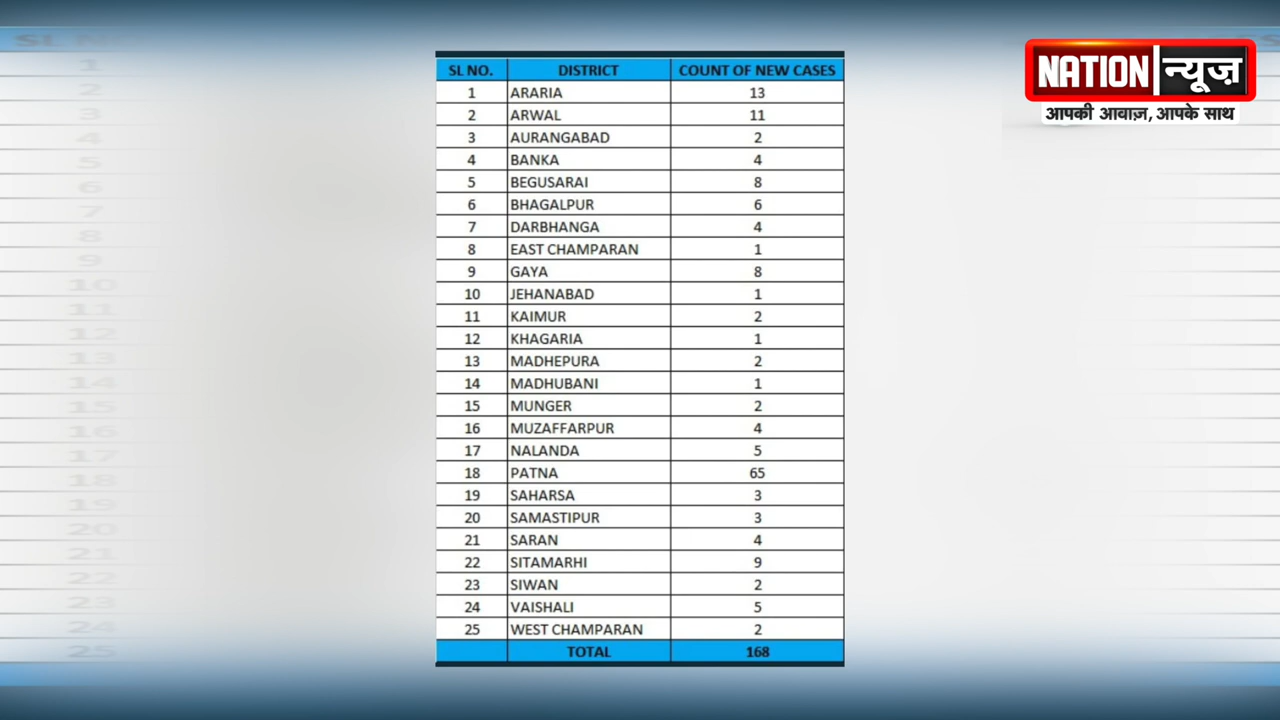 NATION न्यूज़
आपकी आवाज़, आपके साथ
SL NO. DISTRICT COUNT OF NEW CASES
1 ARARIA 13
2 ARWAL 11
3 AURANGABAD 2
4 BANKA 4
5 BEGUSARAI 8
6 BHAGALPUR 6
7 DARBHANGA 4
8 EAST CHAMPARAN 1
9 GAYA 8
10 JEHANABAD 1
11 KAIMUR 2
12 KHAGARIA 1
13 MADHEPURA 2
14 MADHUBANI 1
15 MUNGER 2
16 MUZAFFARPUR 4
17 NALANDA 5
18 PATNA 65
19 SAHARSA 3
20 SAMASTIPUR 3
21 SARAN 4
22 SITAMARHI 9
23 SIWAN 2
24 VAISHALI 5
25 WEST CHAMPARAN 2
TOTAL 168